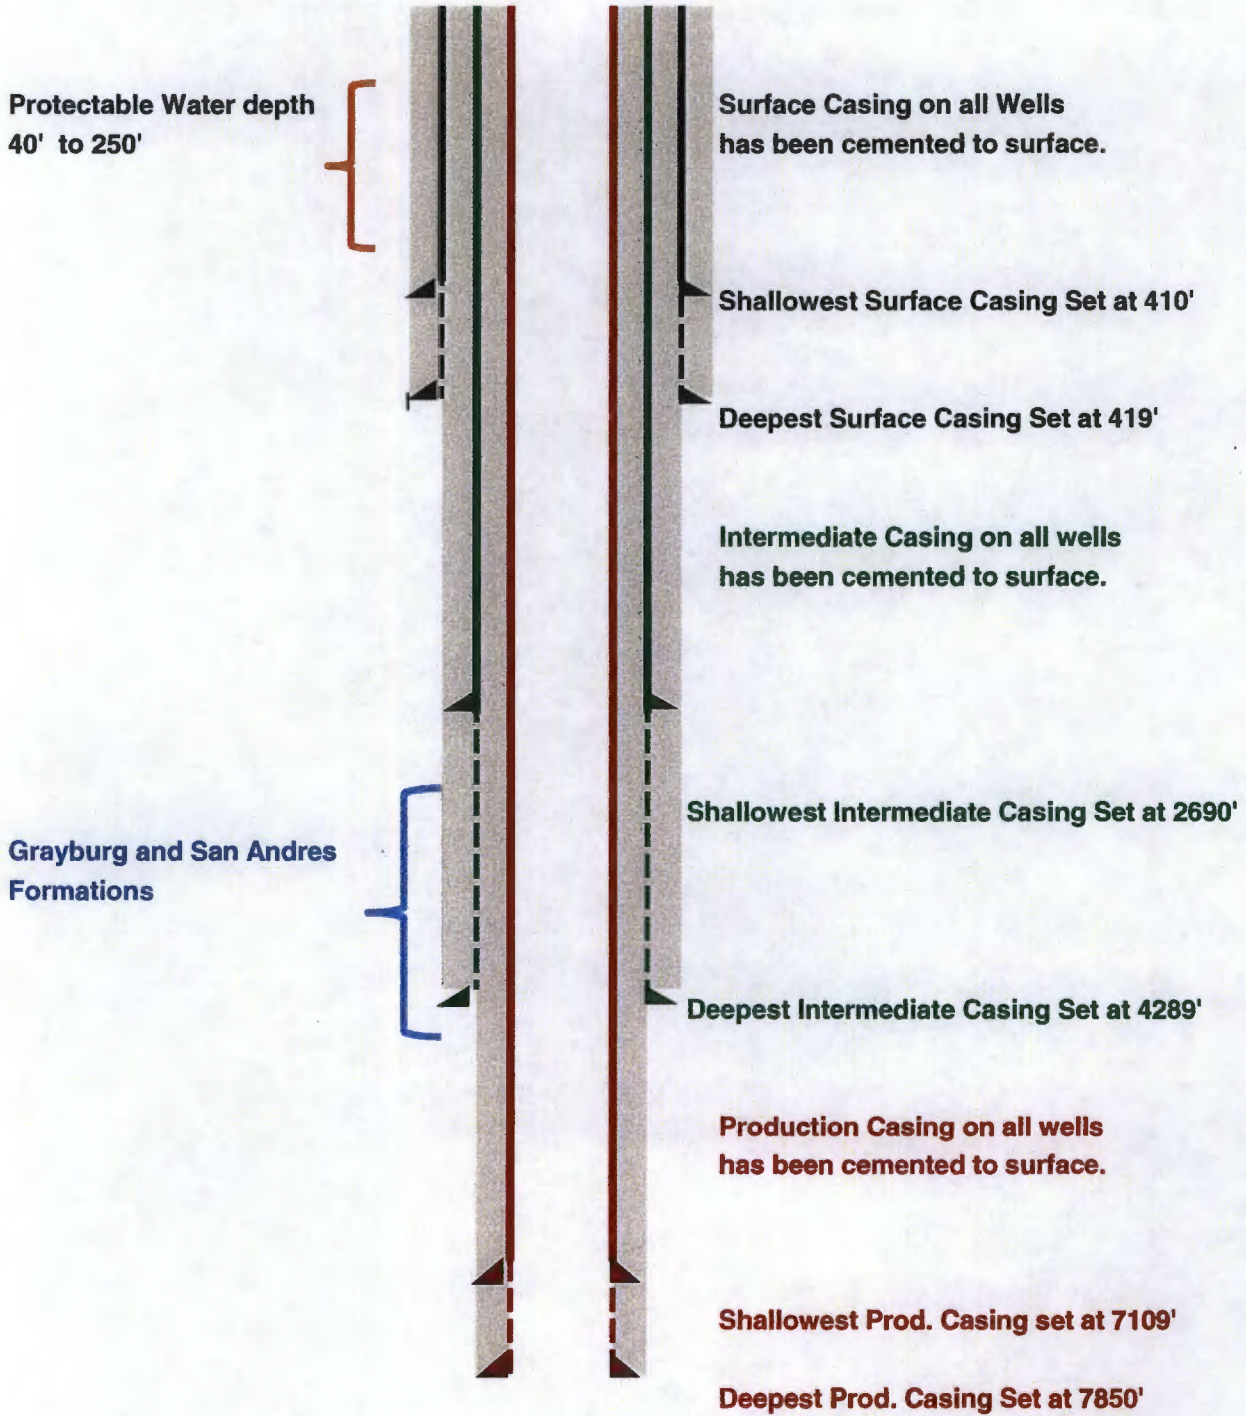 Protectable Water depth
40' to 250'
Surface Casing on all Wells
has been cemented to surface.
Shallowest Surface Casing Set at 410'
Deepest Surface Casing Set at 419'
Intermediate Casing on all wells
has been cemented to surface.
Shallowest Intermediate Casing Set at 2690'
Grayburg and San Andres
Formations
Deepest Intermediate Casing Set at 4289'
Production Casing on all wells
has been cemented to surface.
Shallowest Prod. Casing set at 7109'
Deepest Prod. Casing Set at 7850'